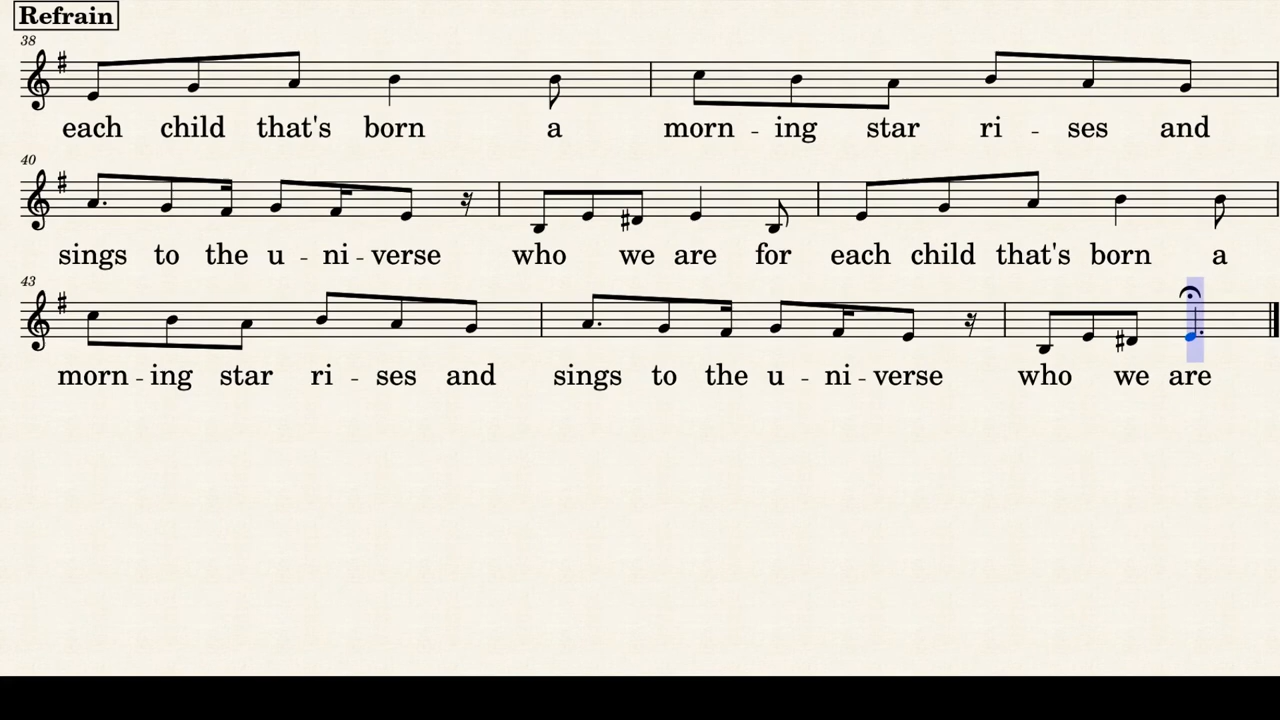 Refrain
38
each child that's born a morn - ing star ri - ses and
40
sings to the u - ni - verse who we are for each child that's born a
43
morn - ing star ri - ses and sings to the u - ni - verse who we are